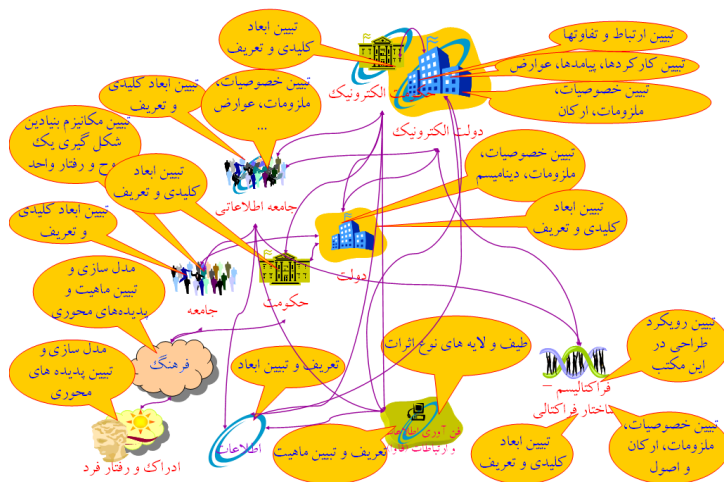 تبیین ابعاد
کلیدی و تعریف
تبیین ارتباط و تفاوتها
تبیین کارکردها، پیامدها، عوارض
تبیین خصوصیات،
ملزومات، ارکان
الکترونیک
دولت الکترونیک
تبیین ابعاد کلیدی
و تعریف
تبیین خصوصیات،
ملزومات، عوارض
...
تبیین مکانیزم بنیادین
شکل گیری یک
روح و رفتار واحد
تبیین ابعاد
کلیدی و تعریف
جامعه اطلاعاتی
تبیین خصوصیات،
ملزومات، دینامیسم
تبیین ابعاد
کلیدی و تعریف
تبیین ابعاد کلیدی
و تعریف
دولت
حکومت
جامعه
مدل سازی و
تبیین ماهیت و
پدیده‌های محوری
فرهنگ
مدل سازی و
تبیین پدیده های
محوری
ادراک و رفتار فرد
تعریف و تبیین ابعاد
اطلاعات
تعریف و تبیین ماهیت
طیف و لایه های نوع اثرات
فن آوری
و ارتباطات
تبیین رویکرد
طراحی در
این مکتب
فراکتالیسم –
ساختار فراکتالی
تبیین ابعاد
کلیدی و تعریف
تبیین خصوصیات،
ملزومات، ارکان
و اصول